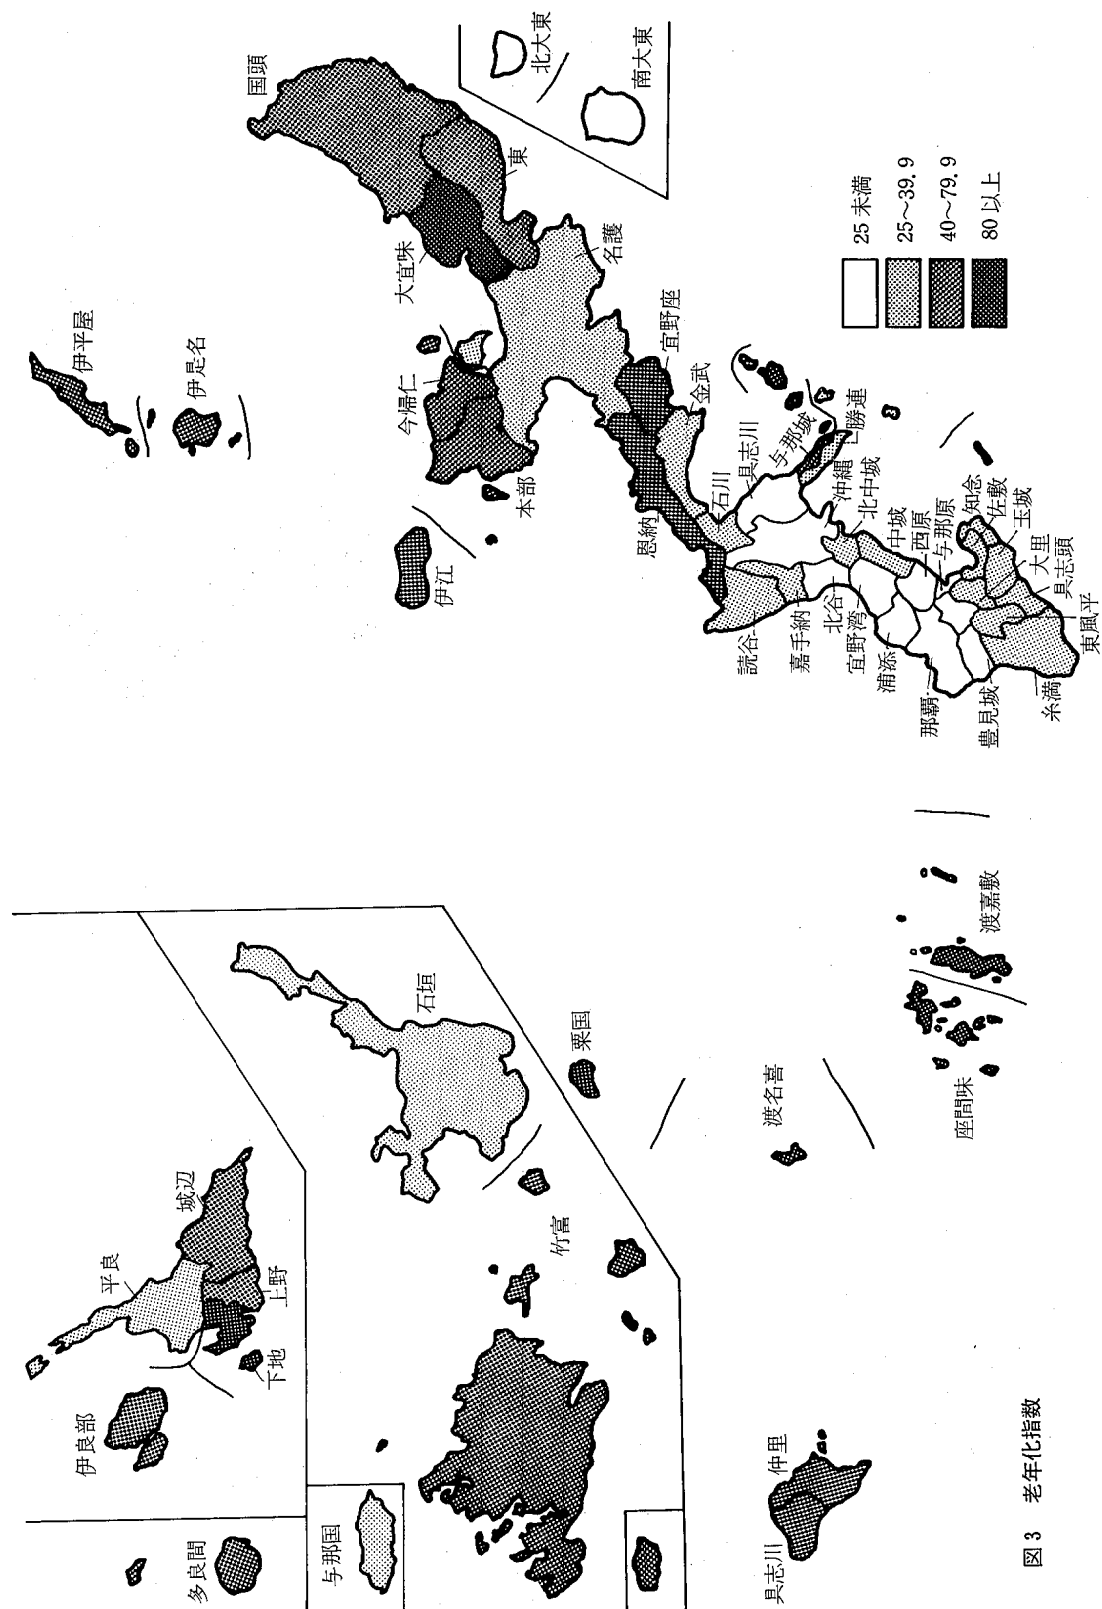 北大東
南大東
国頭
東
大宜味
名護
伊平屋
伊是名
今帰仁
本部
伊江
宜野座
金武
恩納
石川
具志川
与那城
勝連
沖縄
北中城
中城
西原
与那原
知念
佐敷
玉城
大里
具志頭
東風平
読谷
嘉手納
北谷
宜野湾
浦添
那覇
豊見城
糸満
25 未満
25～39.9
40～79.9
80 以上
渡嘉敷
座間味
渡名喜
粟国
石垣
竹富
城辺
平良
上野
下地
伊良部
多良間
与那国
仲里
具志川
図 3 老年化指数